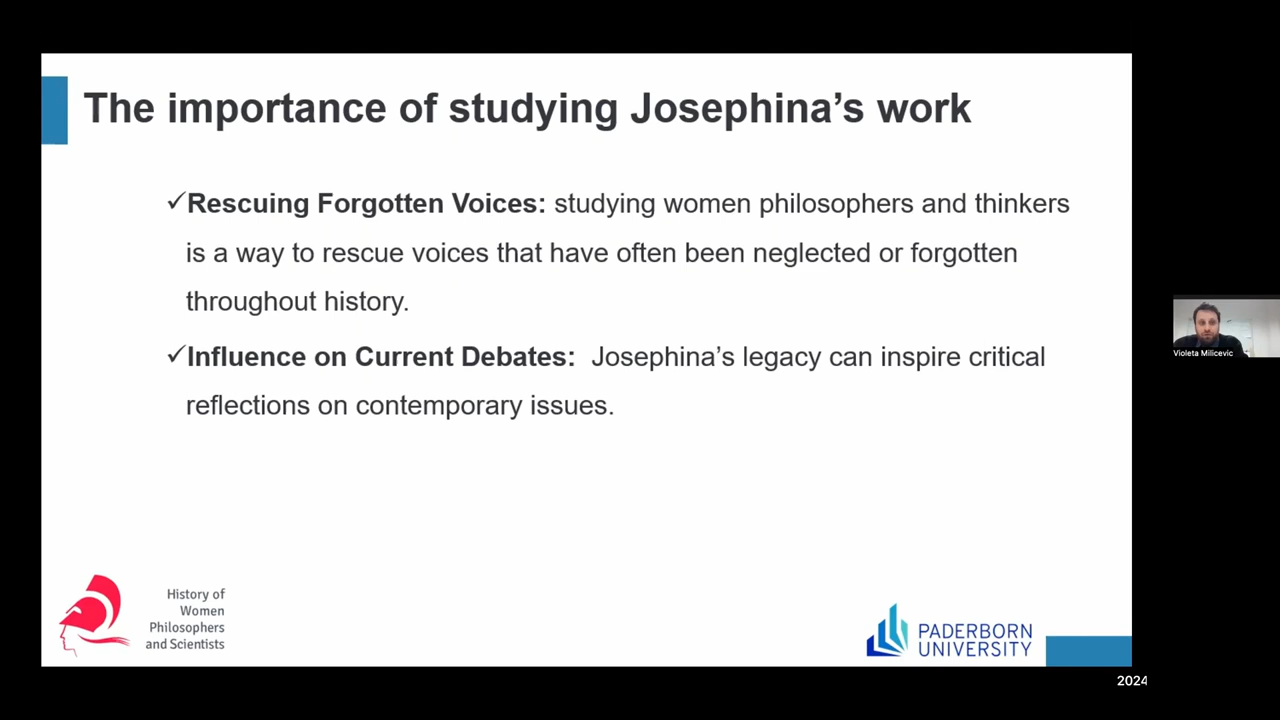 The importance of studying Josephina’s work
✓Rescuing Forgotten Voices: studying women philosophers and thinkers
is a way to rescue voices that have often been neglected or forgotten
throughout history.
✓Influence on Current Debates:  Josephina’s legacy can inspire critical
reflections on contemporary issues.
Violeta Milicevic
History of
Women
Philosophers
and Scientists
PADERBORN
UNIVERSITY
2024